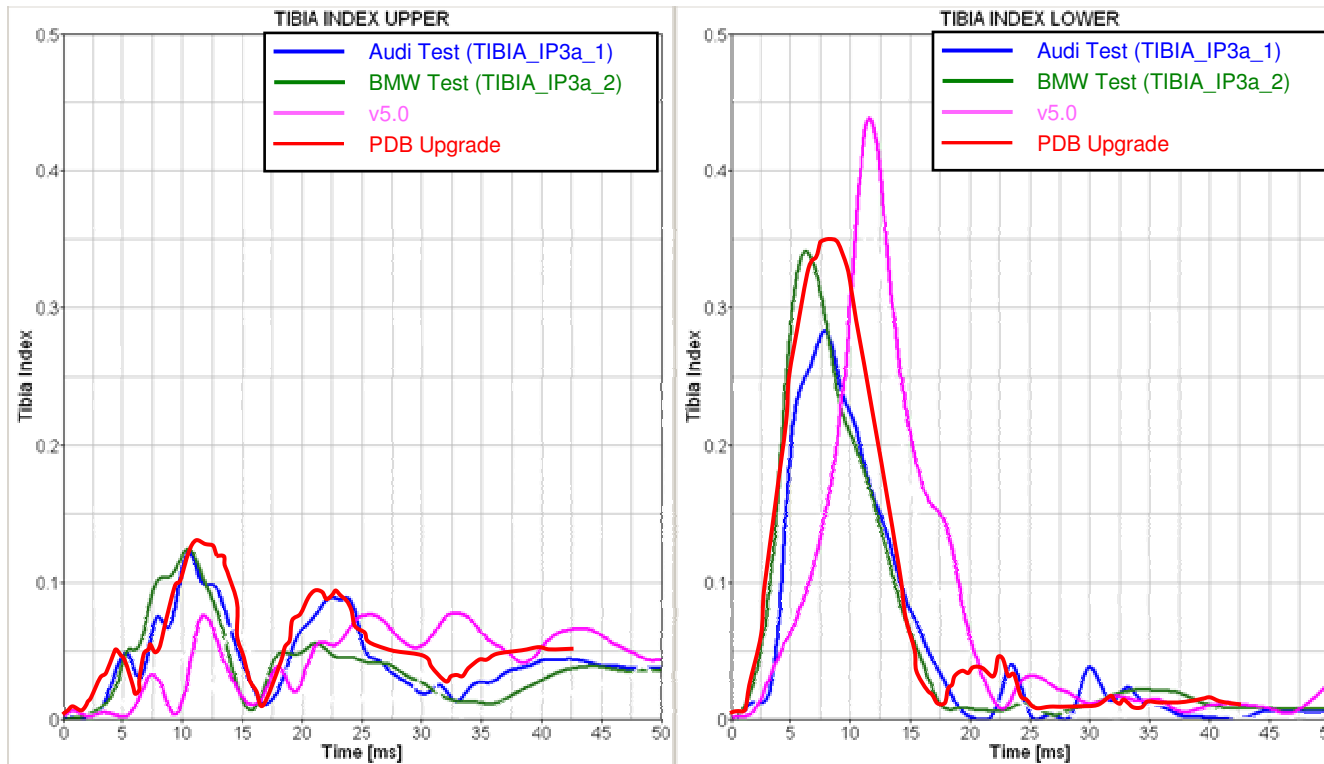 TIBIA INDEX UPPER
0.5
0.4
0.3
0.2
0.1
0
Tibia Index
0 5 10 15 20 25 30 35 40 45 50
Time [ms]
Audi Test (TIBIA_IP3a_1)
BMW Test (TIBIA_IP3a_2)
v5.0
PDB Upgrade
TIBIA INDEX LOWER
0.5
0.4
0.3
0.2
0.1
0
Tibia Index
0 5 10 15 20 25 30 35 40 45 50
Time [ms]
Audi Test (TIBIA_IP3a_1)
BMW Test (TIBIA_IP3a_2)
v5.0
PDB Upgrade